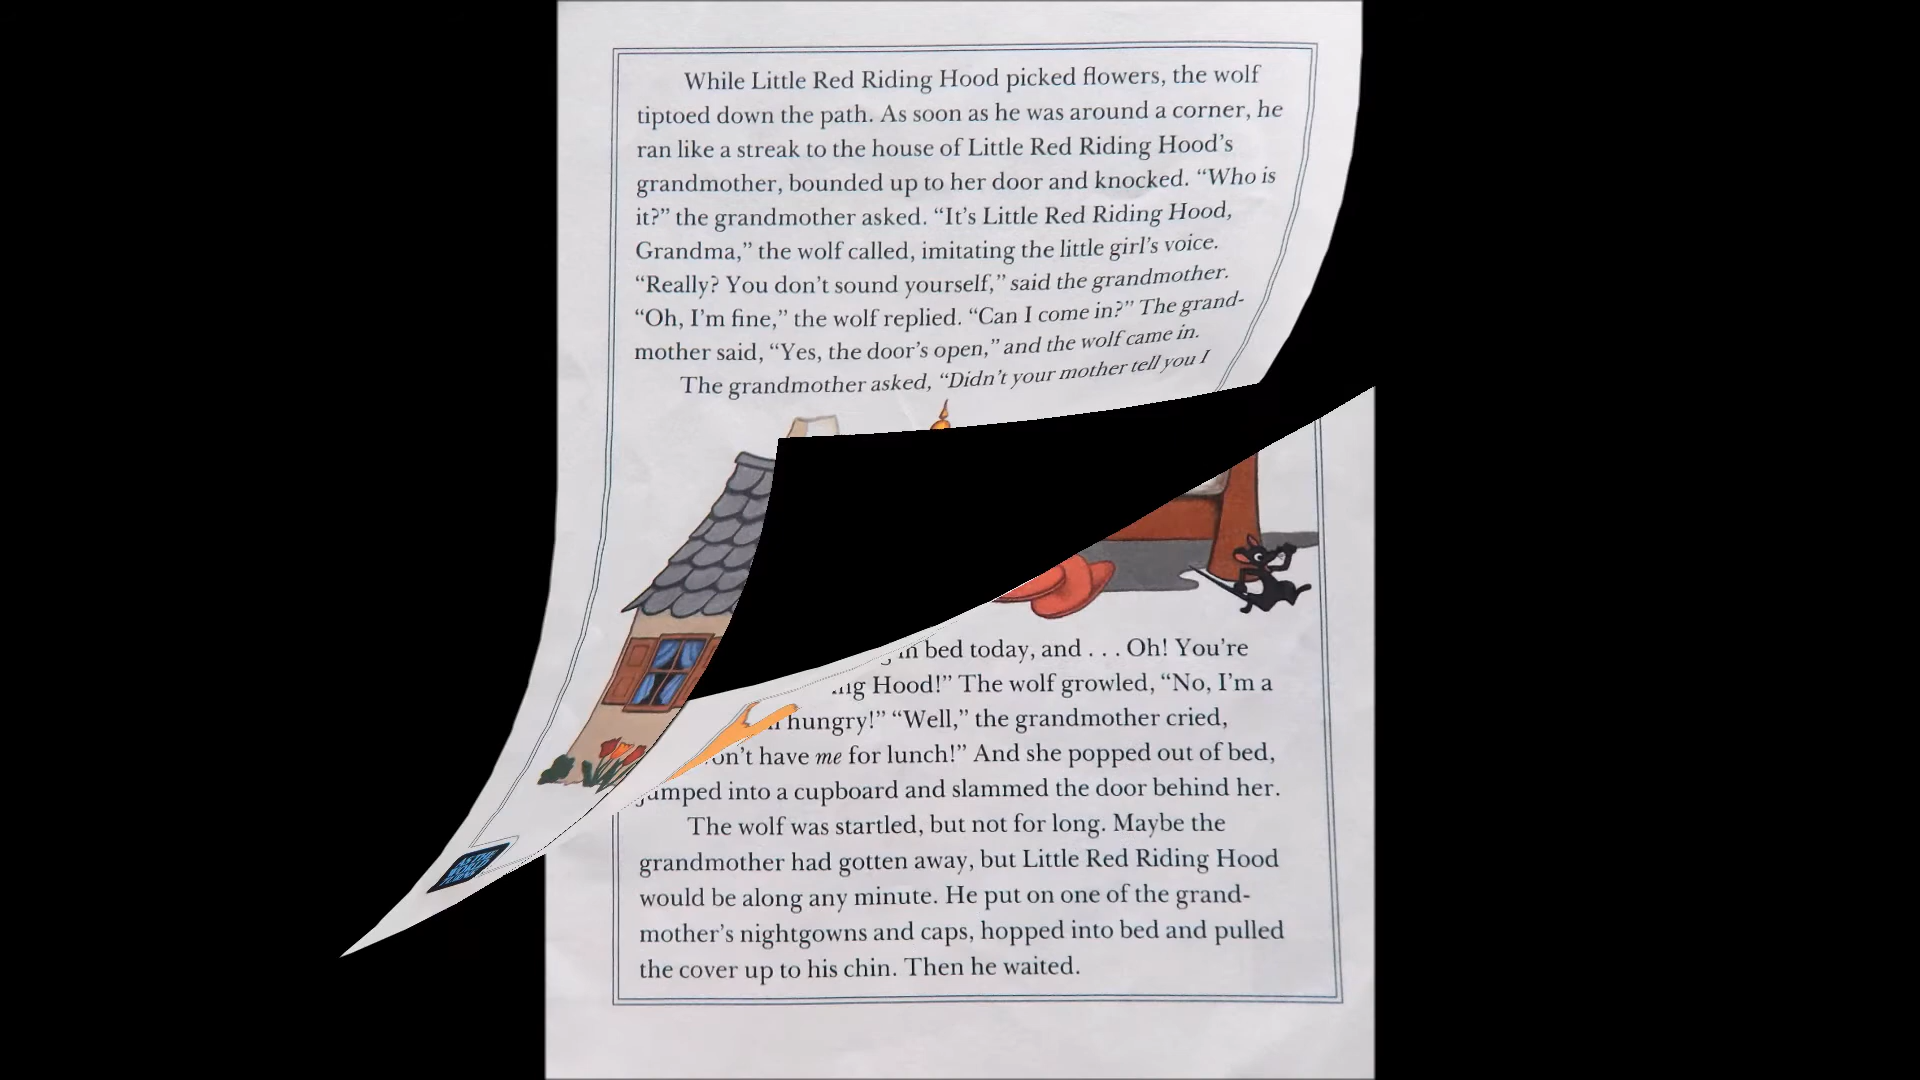 While Little Red Riding Hood picked flowers, the wolf
tiptoed down the path. As soon as he was around a corner, he
ran like a streak to the house of Little Red Riding Hood's
grandmother, bounded up to her door and knocked. “Who is
it?” the grandmother asked. “It's Little Red Riding Hood,
Grandma,” the wolf called, imitating the little girl's voice.
“Really? You don't sound yourself,” said the grandmother.
“Oh, I'm fine,” the wolf replied. “Can I come in?” The grand-
mother said, “Yes, the door's open,” and the wolf came in.
The grandmother asked, “Didn't your mother tell you I
in bed today, and . . . Oh! You're
Hood!” The wolf growled, “No, I'm a
hungry!” “Well,” the grandmother cried,
have me for lunch!” And she popped out of bed,
jumped into a cupboard and slammed the door behind her.
The wolf was startled, but not for long. Maybe the
grandmother had gotten away, but Little Red Riding Hood
would be along any minute. He put on one of the grand-
mother's nightgowns and caps, hopped into bed and pulled
the cover up to his chin. Then he waited.
AS THE
WORLD
TURNS